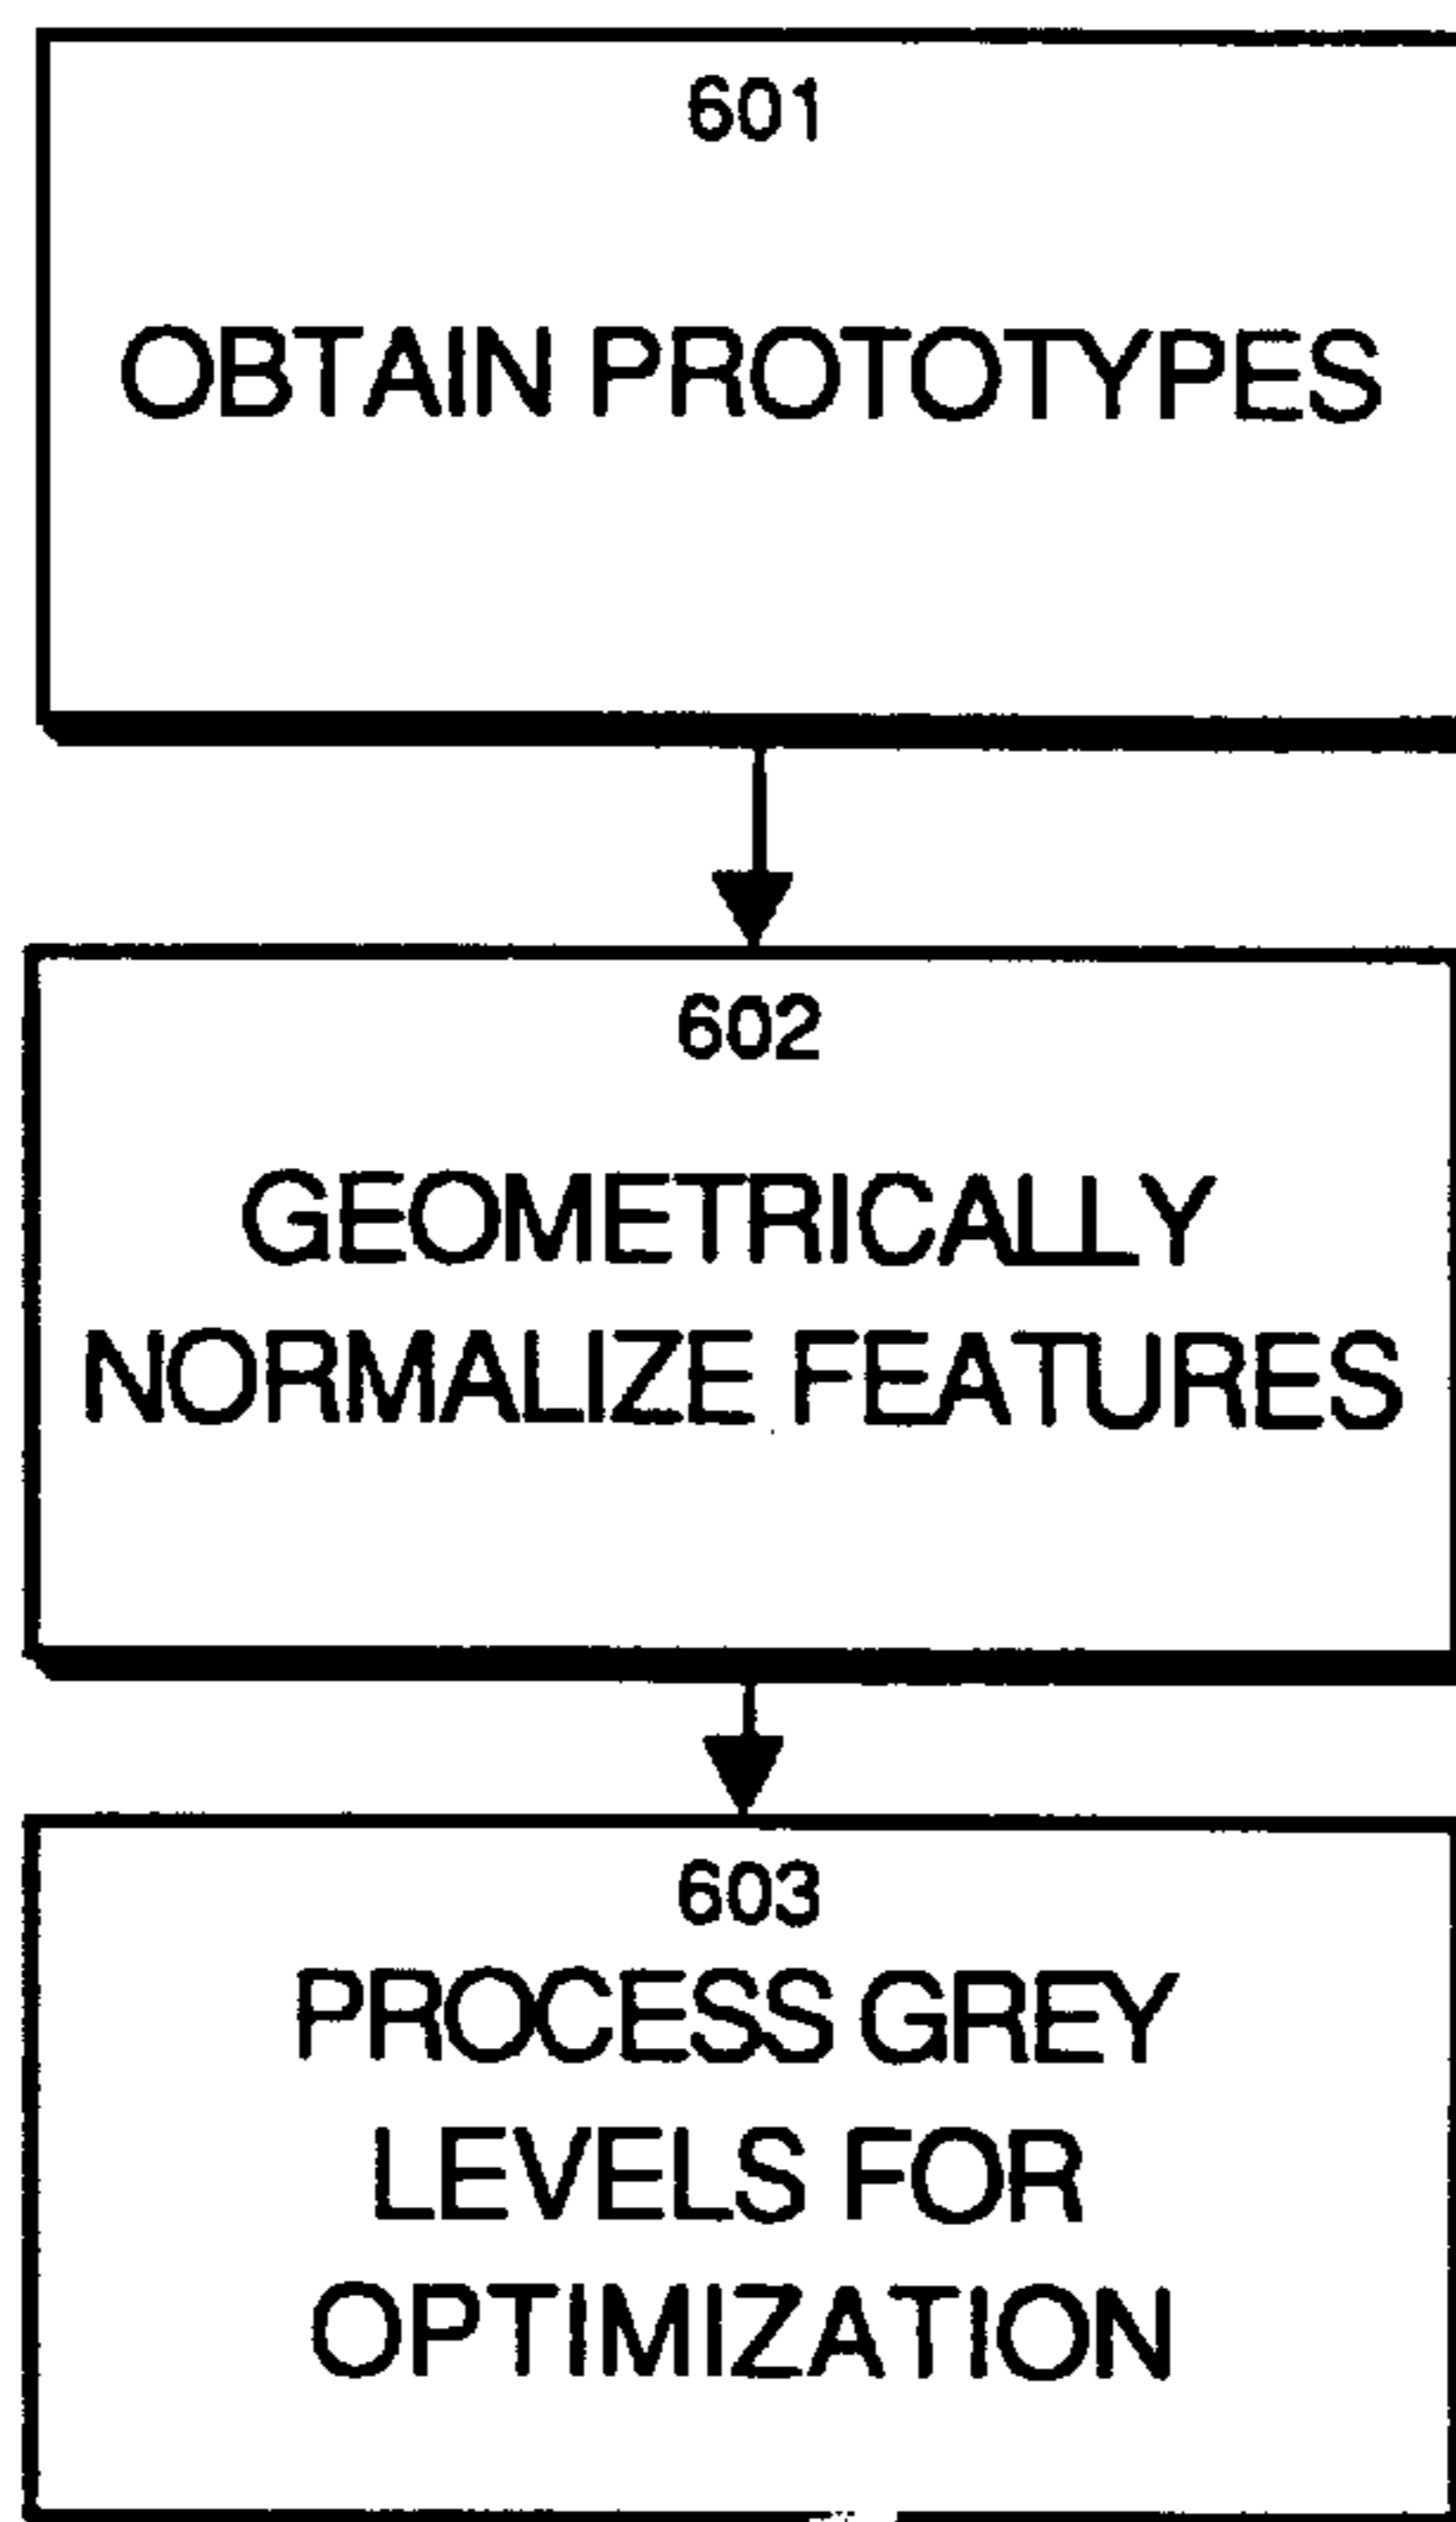 601
OBTAIN PROTOTYPES
602
GEOMETRICALLY
NORMALIZE FEATURES
603
PROCESS GREY
LEVELS FOR
OPTIMIZATION